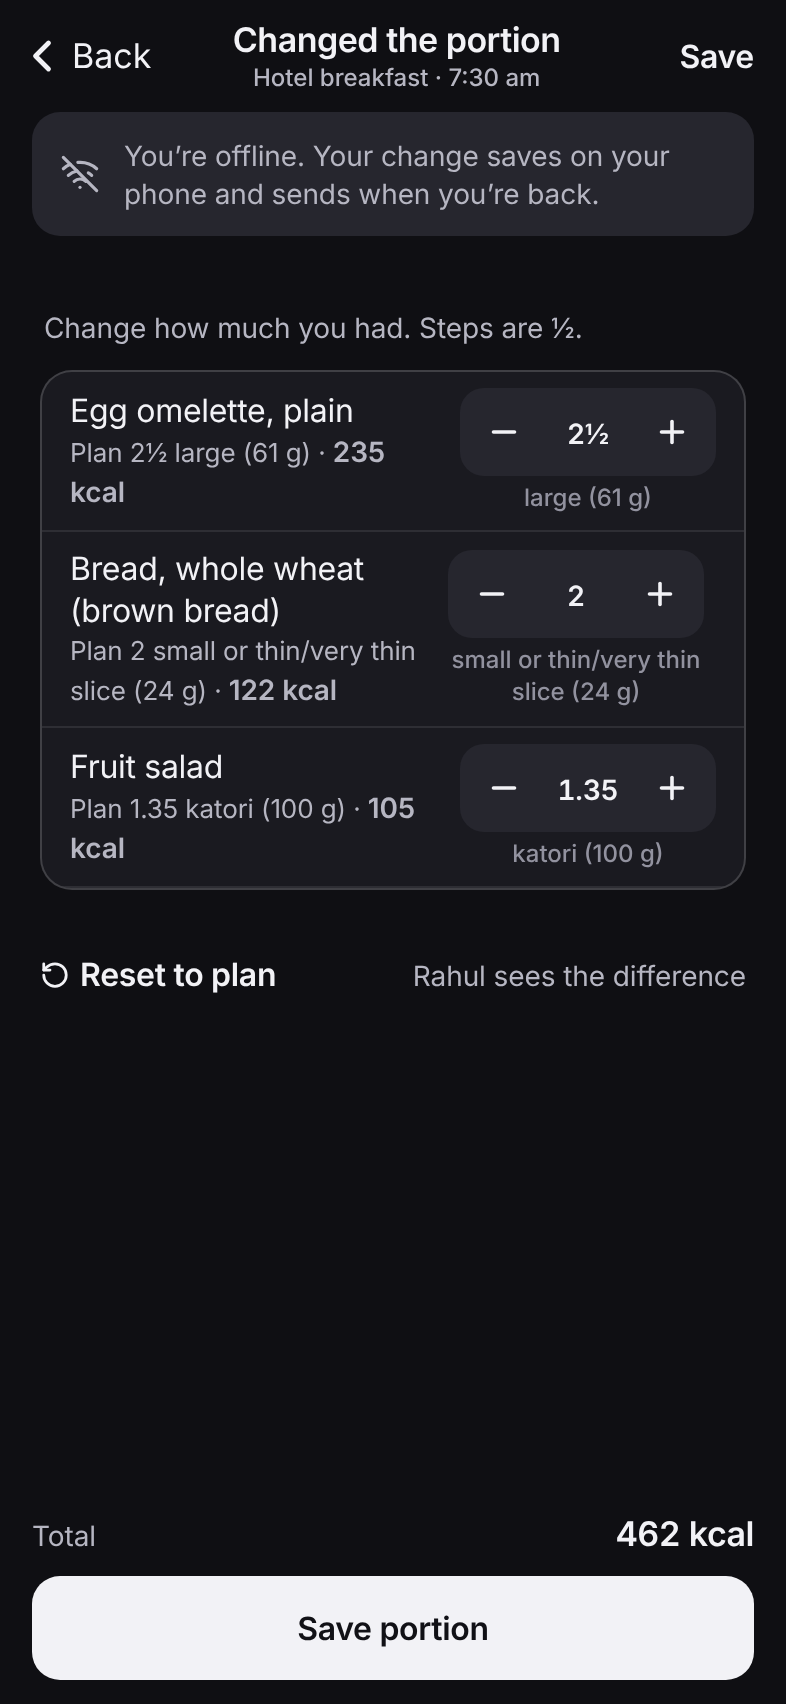 Back
Changed the portion
Save
Hotel breakfast · 7:30 am
You’re offline. Your change saves on your
phone and sends when you’re back.
Change how much you had. Steps are ½.
Egg omelette, plain
Plan 2½ large (61 g) · 235
kcal
− 2½ +
large (61 g)
Bread, whole wheat
(brown bread)
Plan 2 small or thin/very thin
slice (24 g) · 122 kcal
− 2 +
small or thin/very thin
slice (24 g)
Fruit salad
Plan 1.35 katori (100 g) · 105
kcal
− 1.35 +
katori (100 g)
Reset to plan
Rahul sees the difference
Total
462 kcal
Save portion